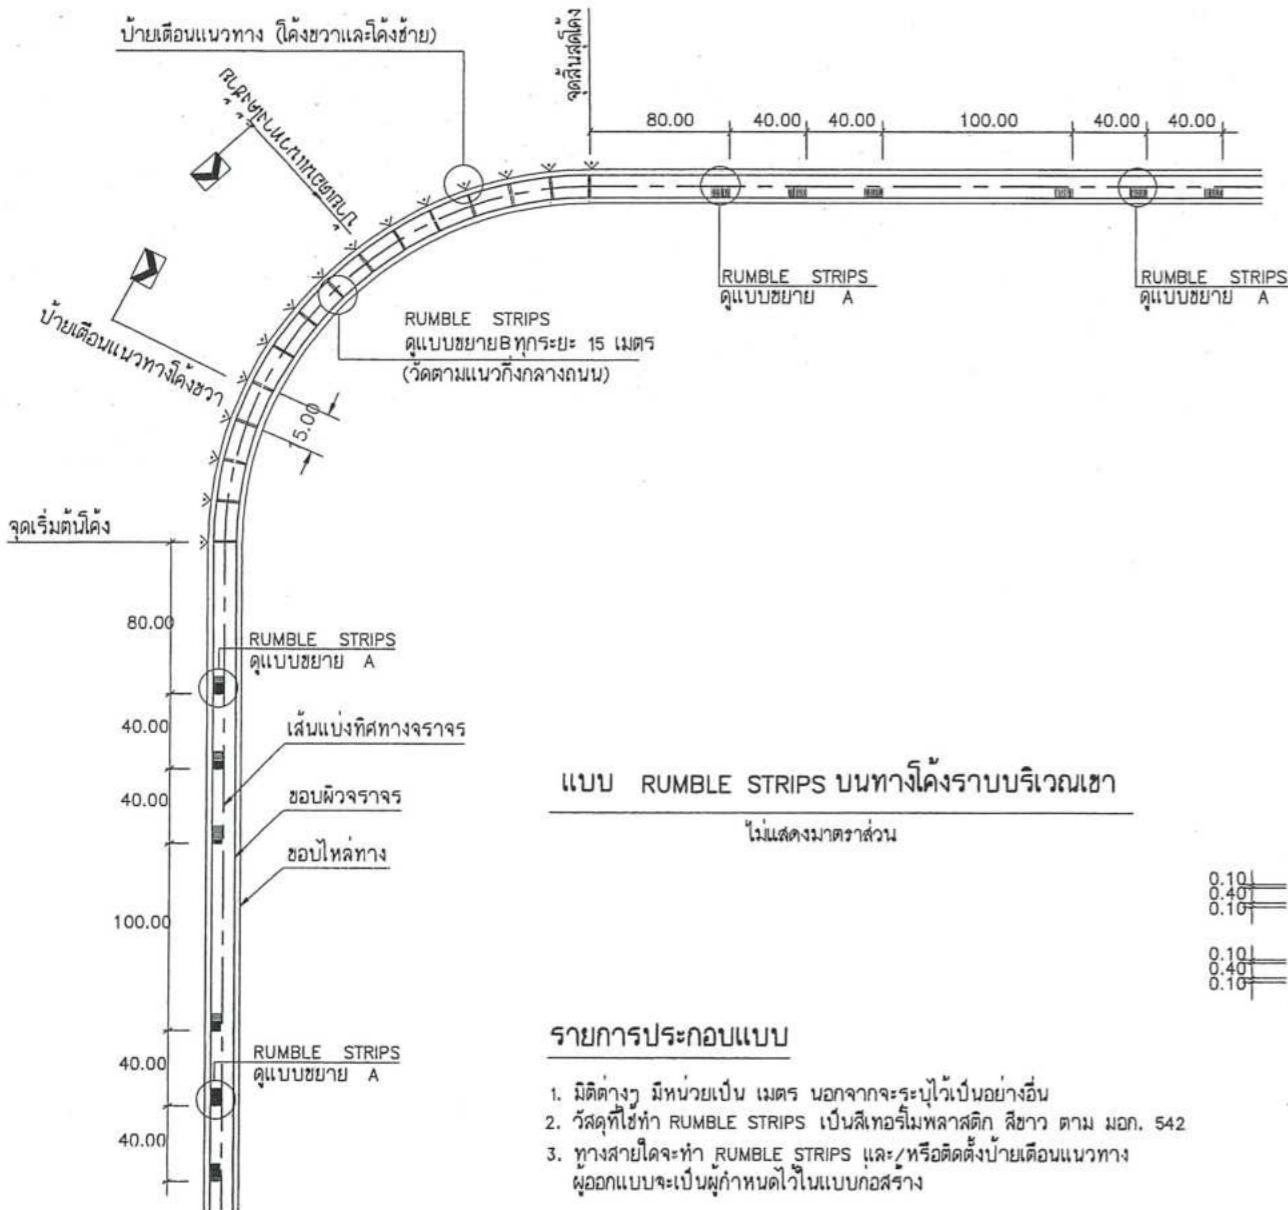 ป้ายเตือนแนวทาง (โค้งขวาและโค้งซ้าย)
จุดสิ้นสุดโค้ง
ป้ายเตือนแนวทางโค้งซ้าย
80.00 40.00 40.00 100.00 40.00 40.00
RUMBLE STRIPS
ดูแบบขยาย A
RUMBLE STRIPS
ดูแบบขยาย A
ป้ายเตือนแนวทางโค้งขวา
RUMBLE STRIPS
ดูแบบขยายBทุกระยะ 15 เมตร
(วัดตามแนวกึ่งกลางถนน)
15.00
จุดเริ่มต้นโค้ง
80.00
RUMBLE STRIPS
ดูแบบขยาย A
40.00
เส้นแบ่งทิศทางจราจร
40.00
ขอบผิวจราจร
ขอบไหล่ทาง
100.00
40.00
RUMBLE STRIPS
ดูแบบขยาย A
40.00
แบบ RUMBLE STRIPS บนทางโค้งราบบริเวณเขา
ไม่แสดงมาตราส่วน
0.10
0.40
0.10
0.10
0.40
0.10
รายการประกอบแบบ
1. มิติต่างๆ มีหน่วยเป็น เมตร นอกจากจะระบุไว้เป็นอย่างอื่น
2. วัสดุที่ใช้ทำ RUMBLE STRIPS เป็นสีเทอร์โมพลาสติก สีขาว ตาม มอก. 542
3. ทางสายใดจะทำ RUMBLE STRIPS และ/หรือติดตั้งป้ายเตือนแนวทาง
ผู้ออกแบบจะเป็นผู้กำหนดไว้ในแบบก่อสร้าง